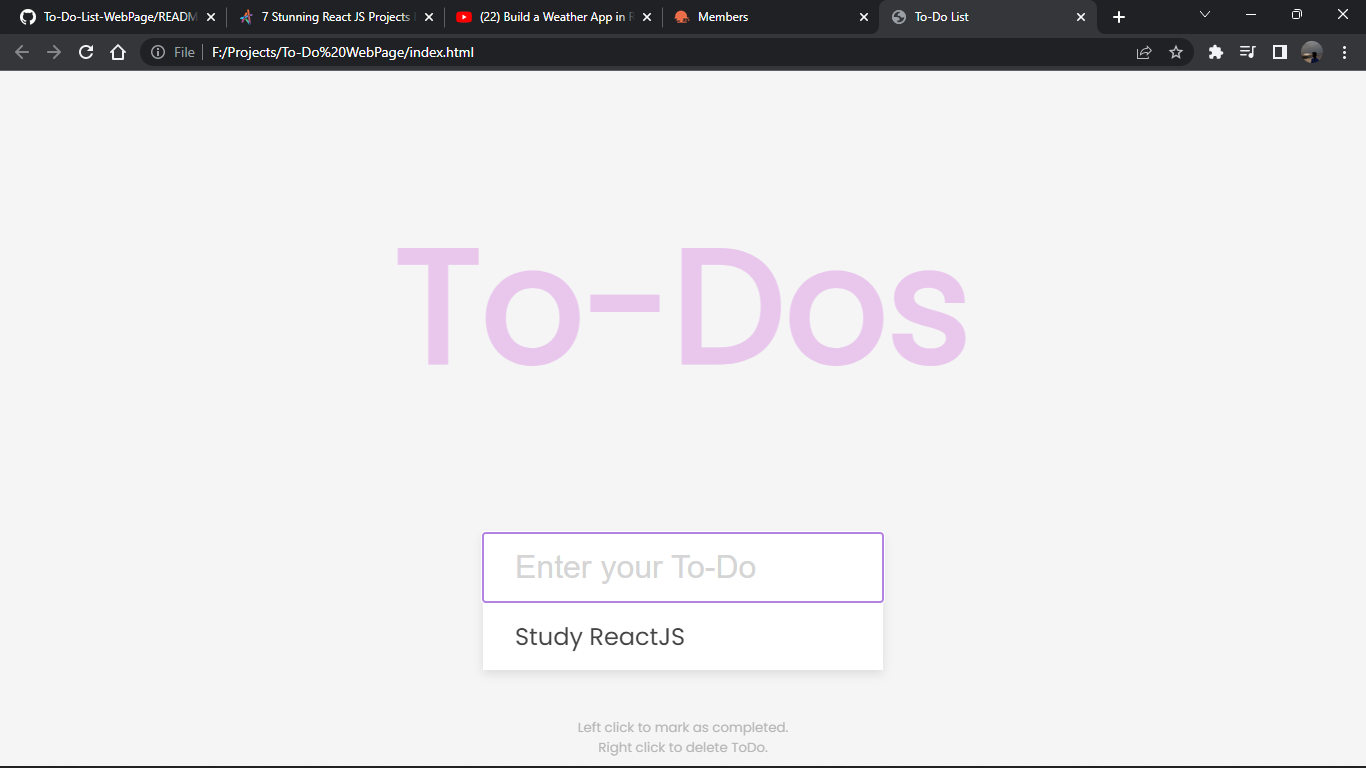 To-Do-List-WebPage/READM
7 Stunning React JS Projects
(22) Build a Weather App in R
Members
To-Do List
File
F:/Projects/To-Do%20WebPage/index.html
To-Dos
Enter your To-Do
Study ReactJS
Left click to mark as completed.
Right click to delete ToDo.